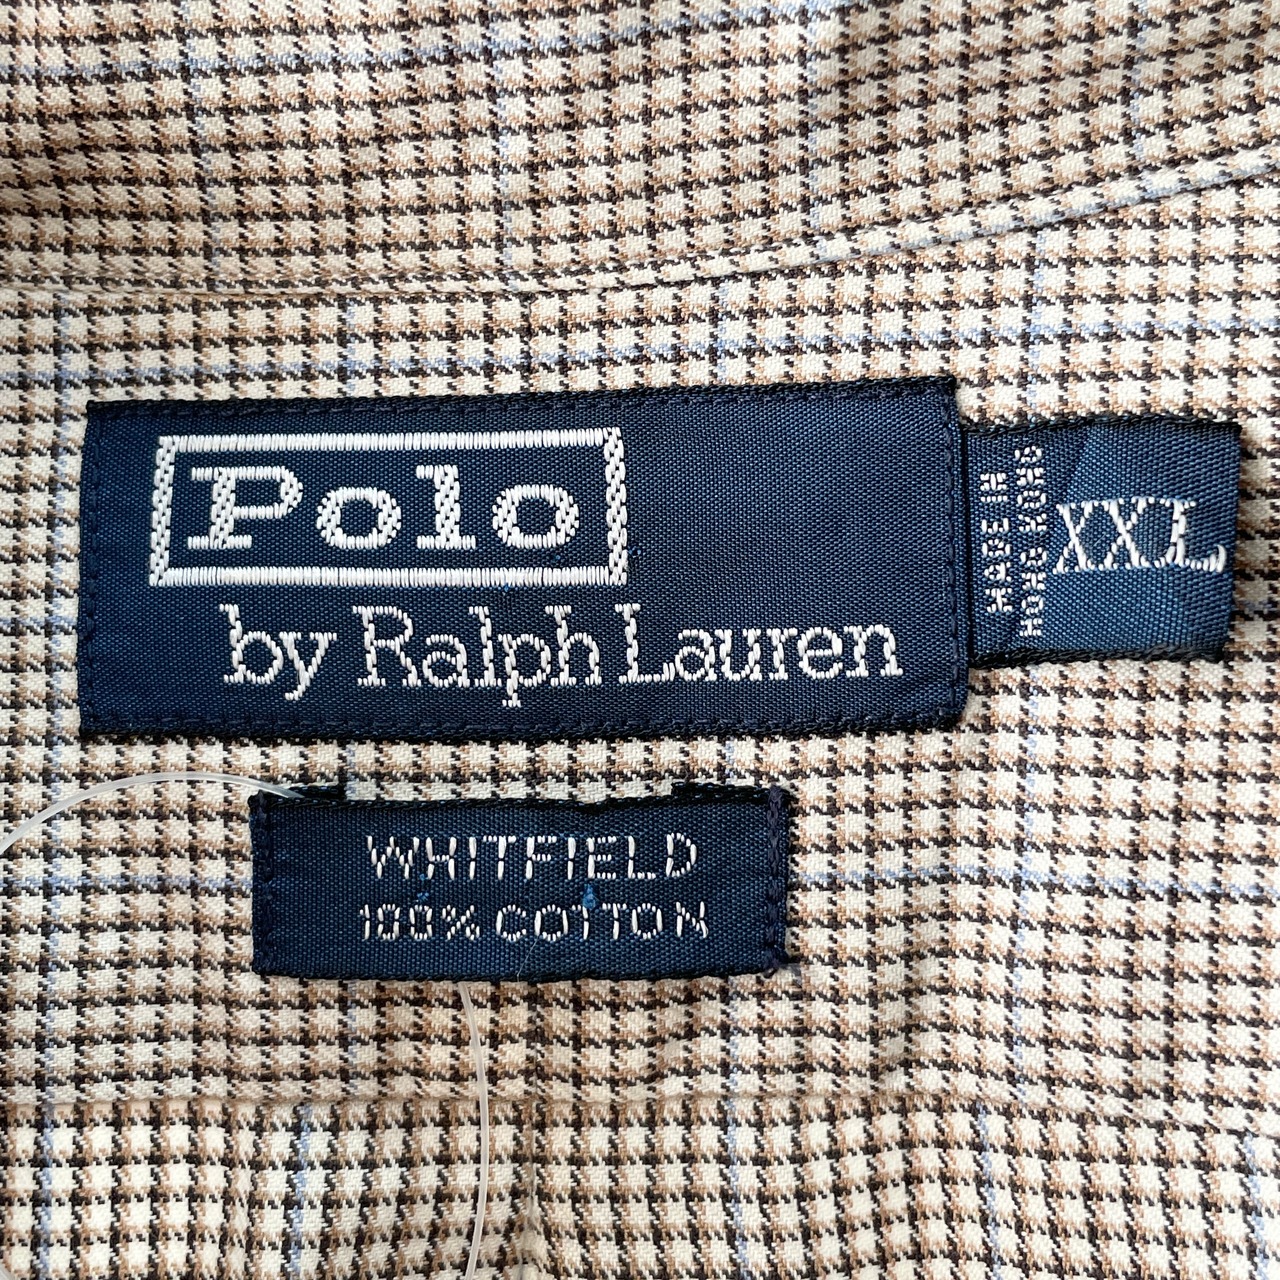 Polo
by Ralph Lauren
MADE IN
HONG KONG
XXL
WHITFIELD
100% COTTON